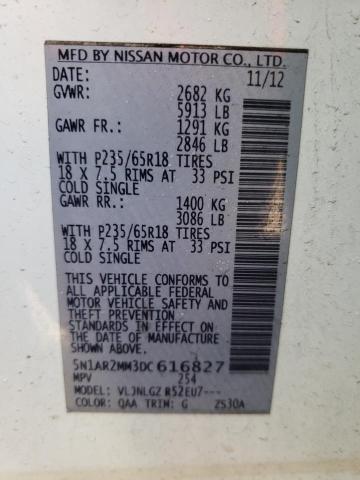 MFD BY NISSAN MOTOR CO., LTD.
DATE: 11/12
GVWR: 2682 KG
5913 LB
GAWR FR.: 1291 KG
2846 LB
WITH P235/65R18 TIRES
18 X 7.5 RIMS AT 33 PSI
COLD SINGLE
GAWR RR.: 1400 KG
3086 LB
WITH P235/65R18 TIRES
18 X 7.5 RIMS AT 33 PSI
COLD SINGLE
THIS VEHICLE CONFORMS TO
ALL APPLICABLE FEDERAL
MOTOR VEHICLE SAFETY AND
THEFT PREVENTION
STANDARDS IN EFFECT ON
THE DATE OF MANUFACTURE
SHOWN ABOVE.
5N1AR2MM3DC 616827
MPV 254
MODEL: VLJNLGZ R52EU7---
COLOR: QAA TRIM: G ZS30A